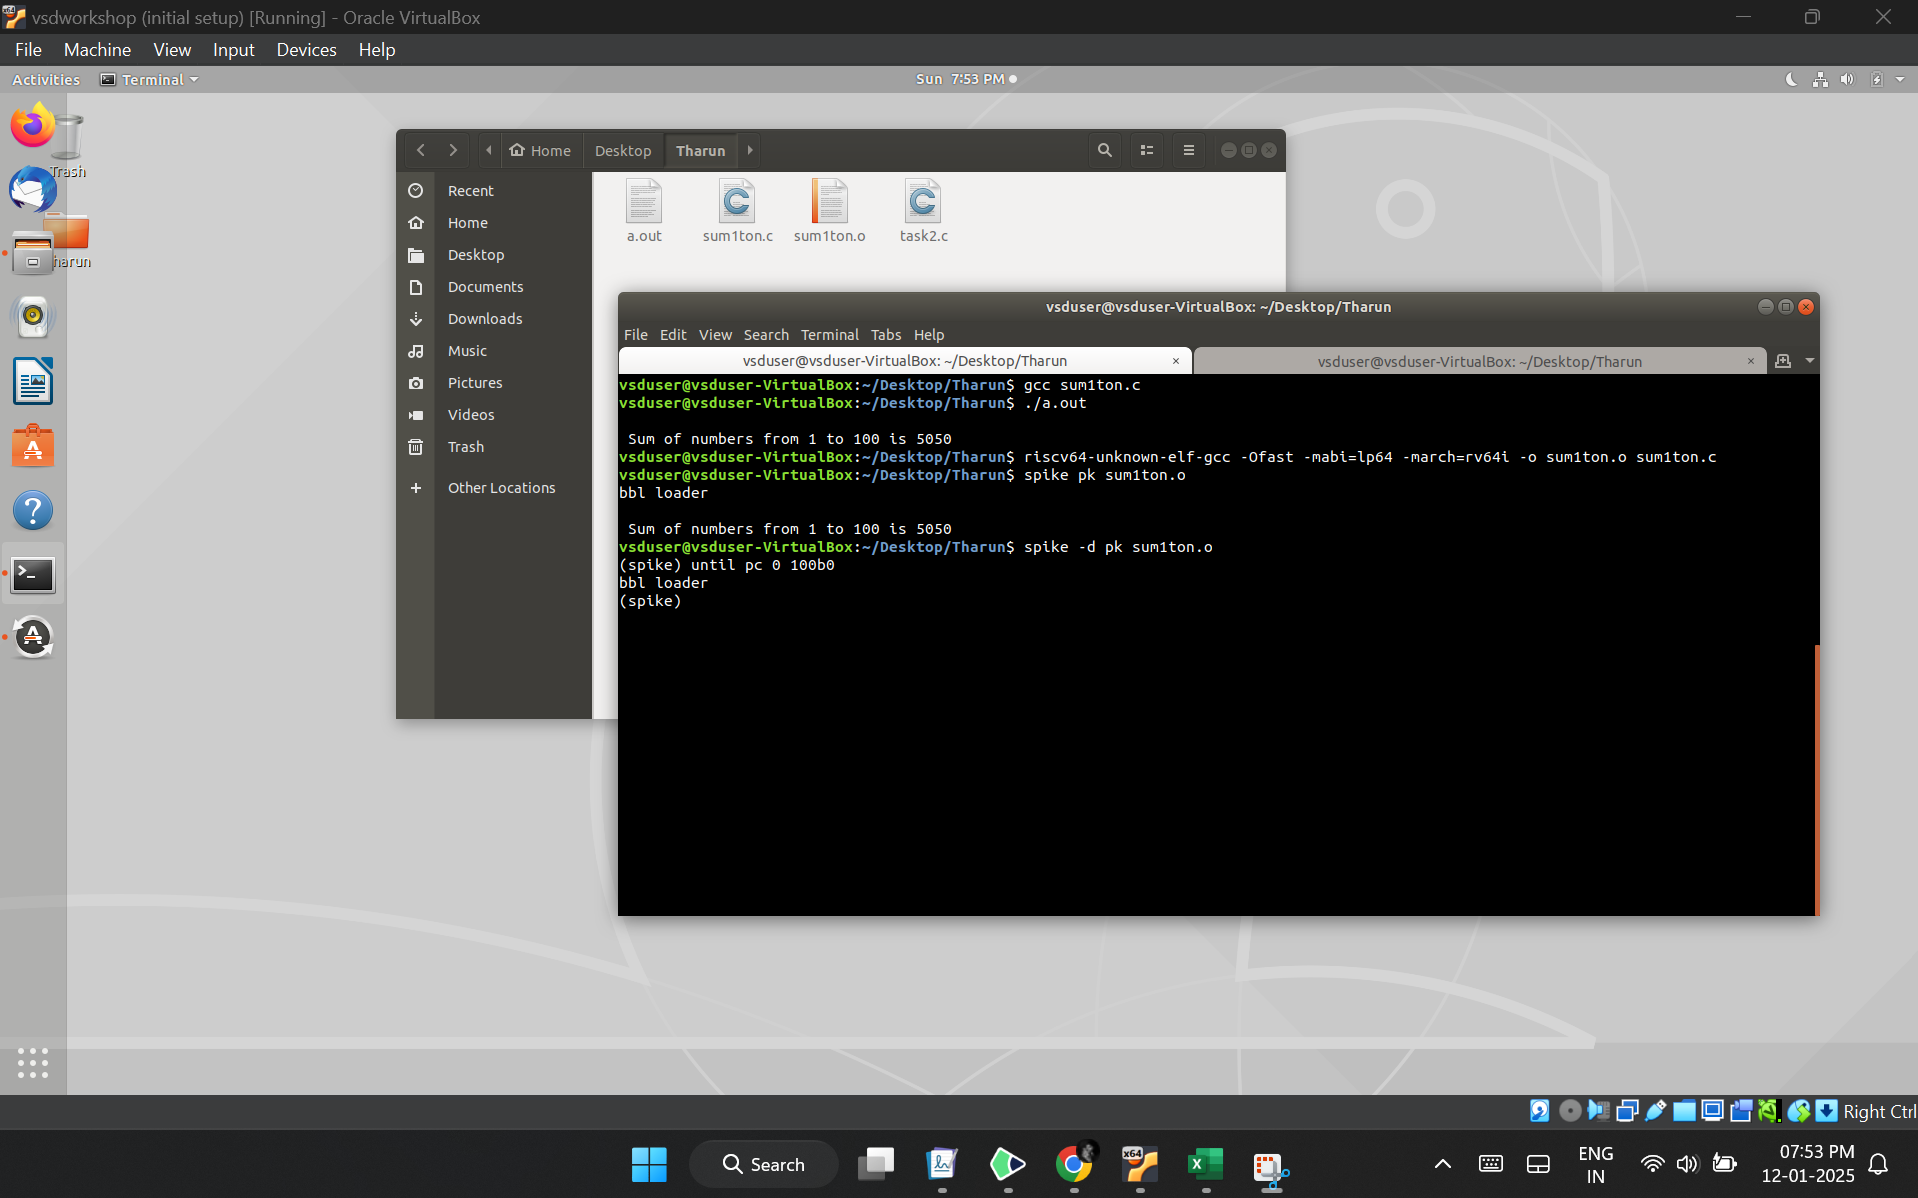 vsdworkshop (initial setup) [Running] - Oracle VirtualBox
File Machine View Input Devices Help
Activities Terminal Sun 7:53 PM
Trash
harun
Home Desktop Tharun
Recent
Home
Desktop
Documents
Downloads
Music
Pictures
Videos
Trash
Other Locations
a.out sum1ton.c sum1ton.o task2.c
vsduser@vsduser-VirtualBox: ~/Desktop/Tharun
File Edit View Search Terminal Tabs Help
vsduser@vsduser-VirtualBox: ~/Desktop/Tharun vsduser@vsduser-VirtualBox: ~/Desktop/Tharun
vsduser@vsduser-VirtualBox:~/Desktop/Tharun$ gcc sum1ton.c
vsduser@vsduser-VirtualBox:~/Desktop/Tharun$ ./a.out
Sum of numbers from 1 to 100 is 5050
vsduser@vsduser-VirtualBox:~/Desktop/Tharun$ riscv64-unknown-elf-gcc -Ofast -mabi=lp64 -march=rv64i -o sum1ton.o sum1ton.c
vsduser@vsduser-VirtualBox:~/Desktop/Tharun$ spike pk sum1ton.o
bbl loader
Sum of numbers from 1 to 100 is 5050
vsduser@vsduser-VirtualBox:~/Desktop/Tharun$ spike -d pk sum1ton.o
(spike) until pc 0 100b0
bbl loader
(spike)
Right Ctrl
Search
x64
ENG
IN
07:53 PM
12-01-2025